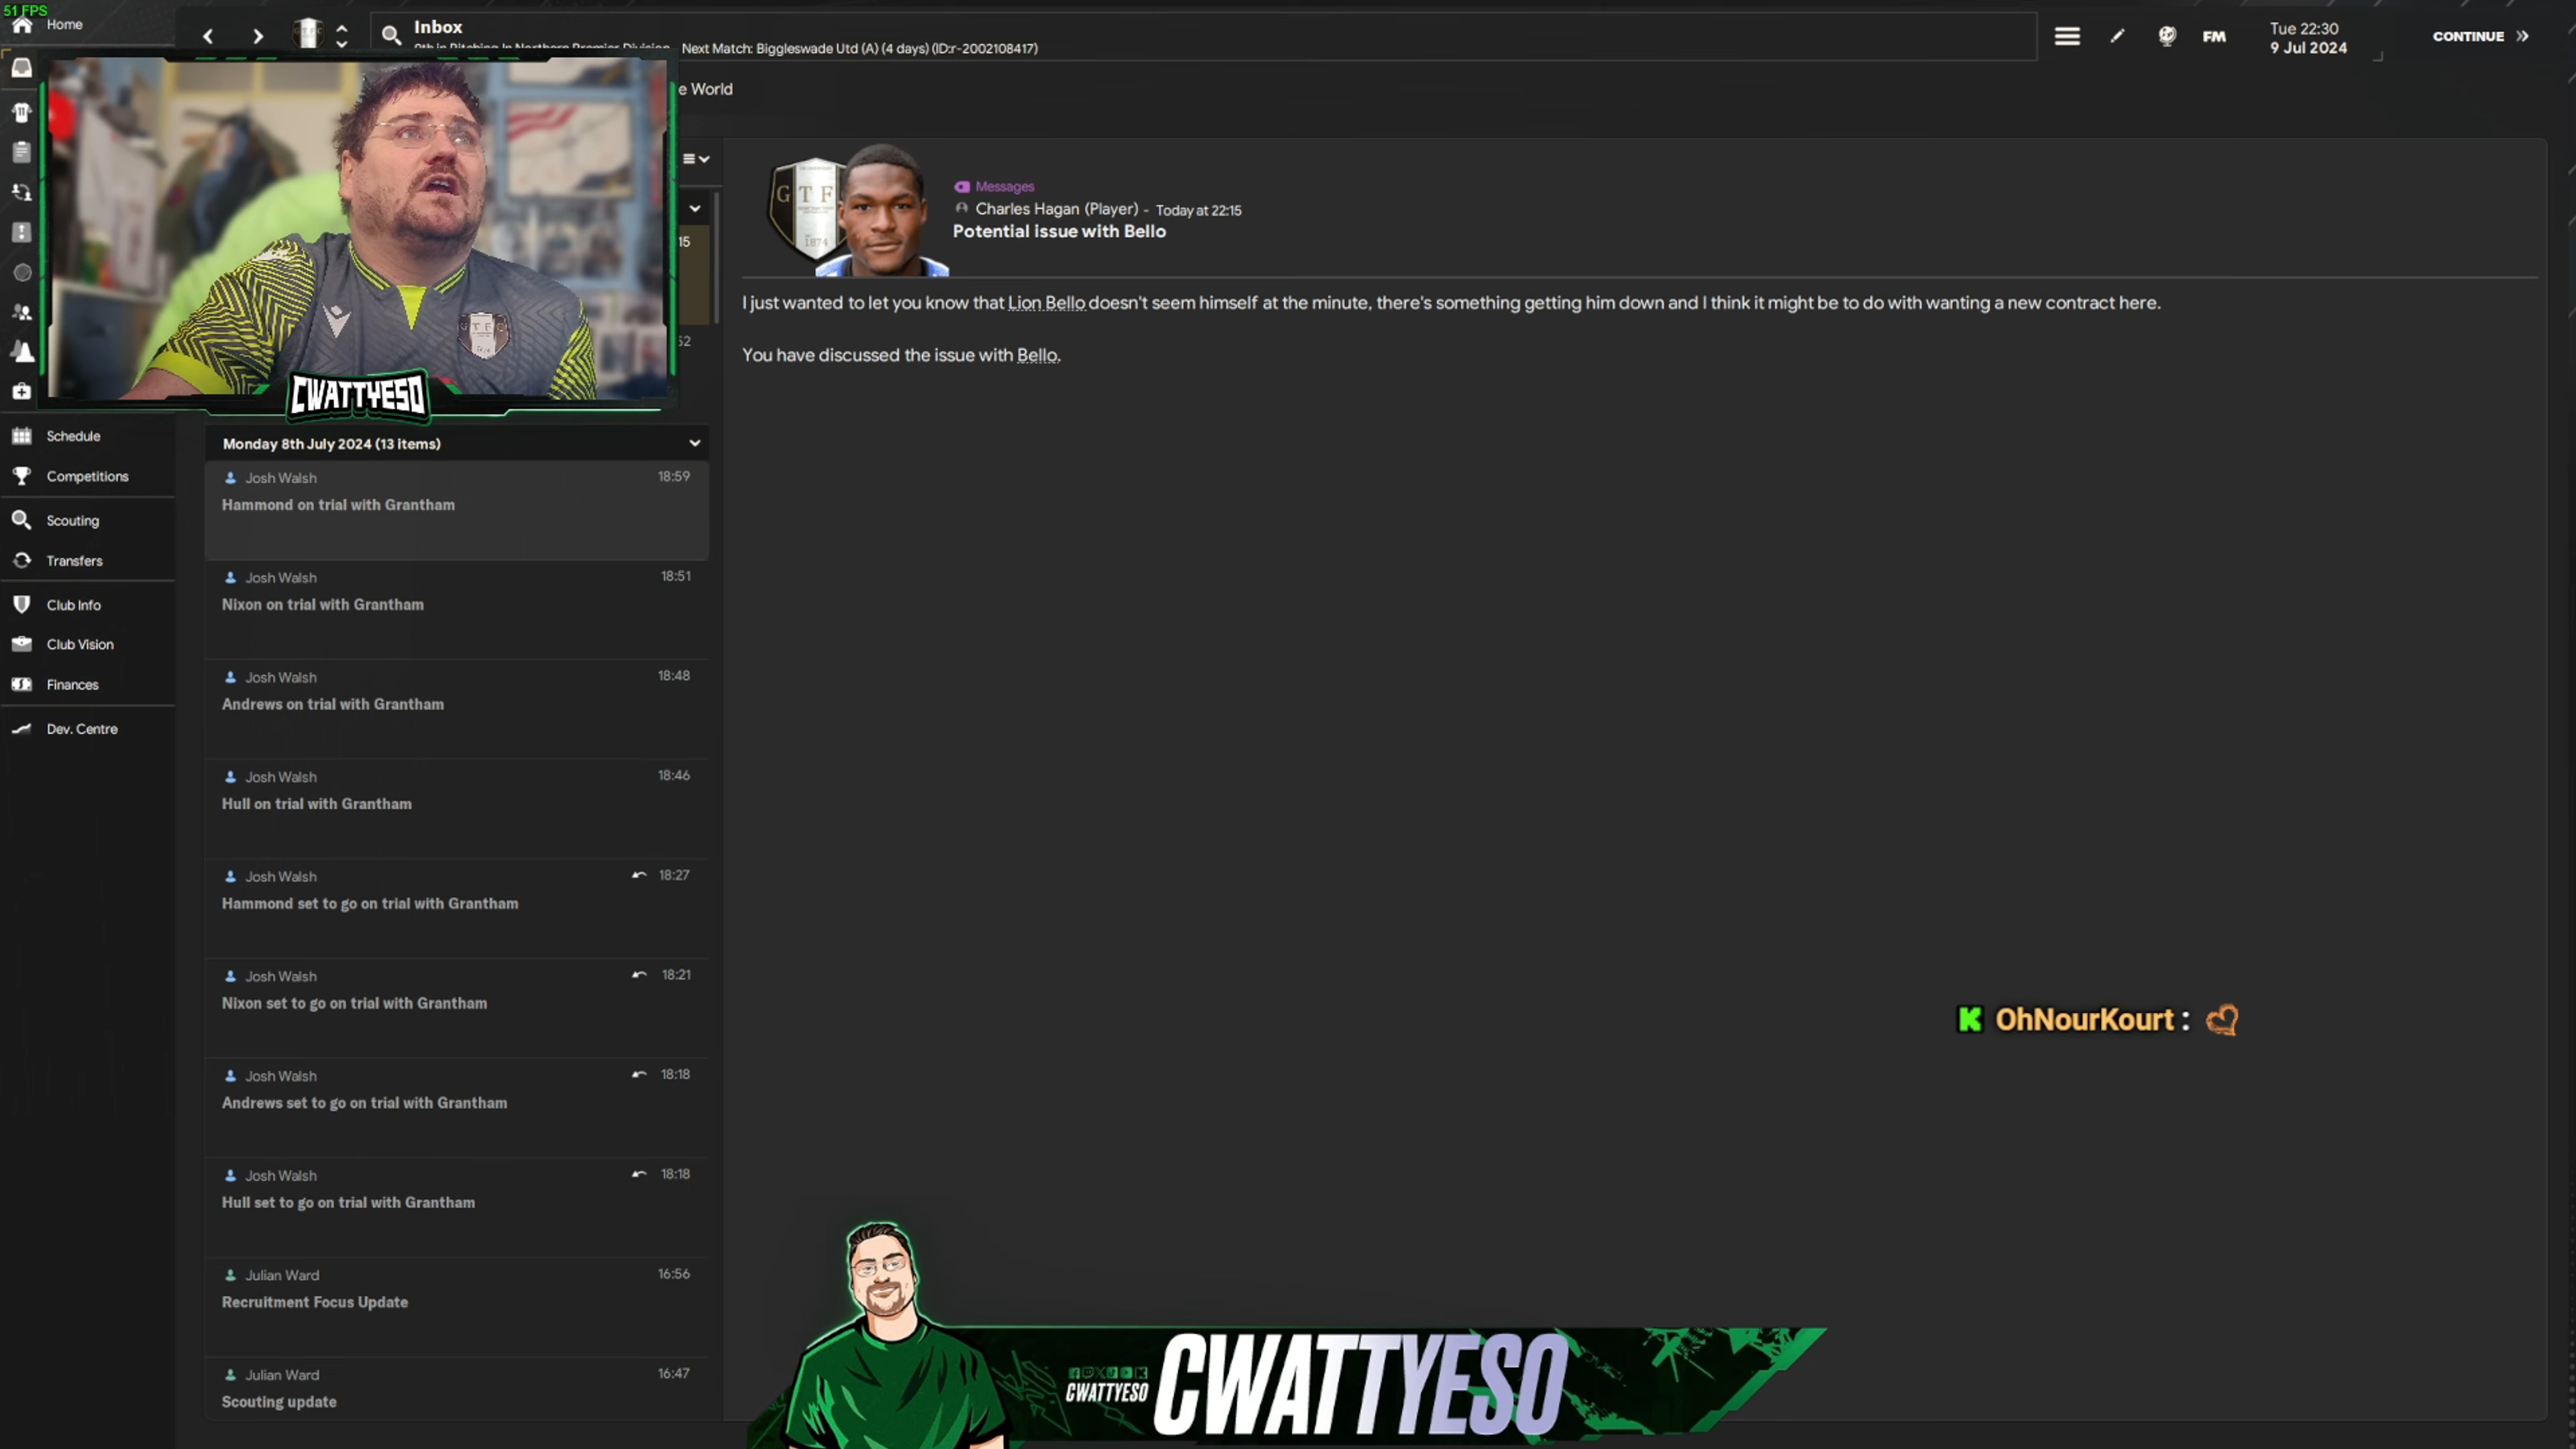 51 FPS
Home
Inbox
Next Match: Biggleswade Utd (A) (4 days) (ID:r-2002108417)
FM
Tue 22:30
9 Jul 2024
CONTINUE
e World
15
52
GTF
1874
Messages
Charles Hagan (Player) - Today at 22:15
Potential issue with Bello
I just wanted to let you know that Lion Bello doesn't seem himself at the minute, there's something getting him down and I think it might be to do with wanting a new contract here.
You have discussed the issue with Bello.
CWATTYESO
Schedule
Competitions
Scouting
Transfers
Club Info
Club Vision
Finances
Dev. Centre
Monday 8th July 2024 (13 Items)
Josh Walsh 18:59
Hammond on trial with Grantham
Josh Walsh 18:51
Nixon on trial with Grantham
Josh Walsh 18:48
Andrews on trial with Grantham
Josh Walsh 18:46
Hull on trial with Grantham
Josh Walsh 18:27
Hammond set to go on trial with Grantham
Josh Walsh 18:21
Nixon set to go on trial with Grantham
Josh Walsh 18:18
Andrews set to go on trial with Grantham
Josh Walsh 18:18
Hull set to go on trial with Grantham
Julian Ward 16:56
Recruitment Focus Update
Julian Ward 16:47
Scouting update
K OhNourKourt :
CWATTYESO
CWATTYESO